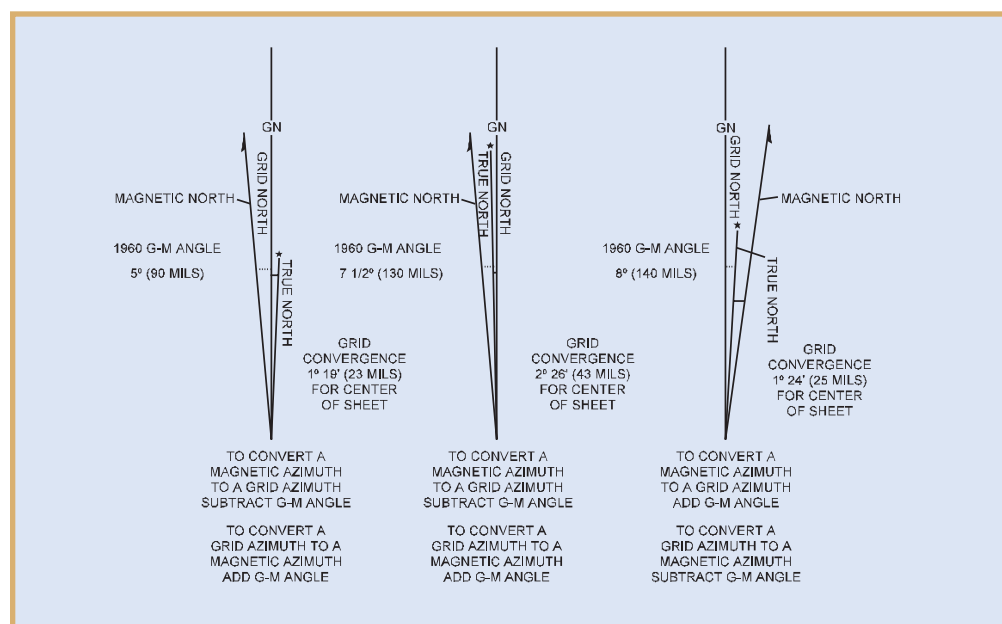 GN
GRID NORTH
MAGNETIC NORTH
1960 G-M ANGLE
5º (90 MILS)
TRUE NORTH
GRID
CONVERGENCE
1º 19' (23 MILS)
FOR CENTER
OF SHEET
TO CONVERT A
MAGNETIC AZIMUTH
TO A GRID AZIMUTH
SUBTRACT G-M ANGLE
TO CONVERT A
GRID AZIMUTH TO A
MAGNETIC AZIMUTH
ADD G-M ANGLE
GN
TRUE NORTH
GRID NORTH
MAGNETIC NORTH
1960 G-M ANGLE
7 1/2º (130 MILS)
GRID
CONVERGENCE
2º 26' (43 MILS)
FOR CENTER
OF SHEET
TO CONVERT A
MAGNETIC AZIMUTH
TO A GRID AZIMUTH
SUBTRACT G-M ANGLE
TO CONVERT A
GRID AZIMUTH TO A
MAGNETIC AZIMUTH
ADD G-M ANGLE
GN
GRID NORTH
MAGNETIC NORTH
1960 G-M ANGLE
8º (140 MILS)
TRUE NORTH
GRID
CONVERGENCE
1º 24' (25 MILS)
FOR CENTER
OF SHEET
TO CONVERT A
MAGNETIC AZIMUTH
TO A GRID AZIMUTH
ADD G-M ANGLE
TO CONVERT A
GRID AZIMUTH TO A
MAGNETIC AZIMUTH
SUBTRACT G-M ANGLE